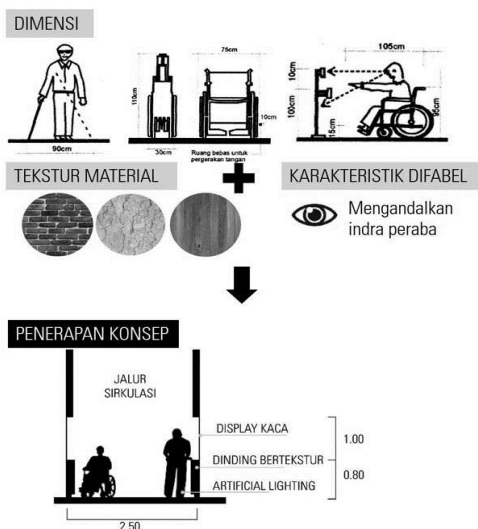 DIMENSI
90cm
75cm
110cm
30cm
10cm
Ruang bebas untuk
pergerakan tangan
105cm
10cm
100cm
15cm
95cm
TEKSTUR MATERIAL
KARAKTERISTIK DIFABEL
Mengandalkan
indra peraba
PENERAPAN KONSEP
JALUR
SIRKULASI
DISPLAY KACA
DINDING BERTEKSTUR
ARTIFICIAL LIGHTING
1.00
0.80
2.50